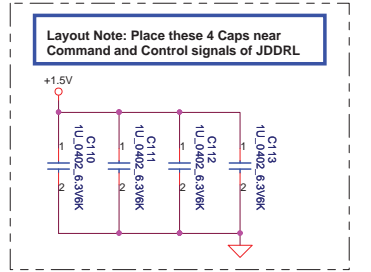 Layout Note: Place these 4 Caps near
Command and Control signals of JDDRL
+1.5V
1
2
C110
1U_0402_6.3V6K
1
2
C111
1U_0402_6.3V6K
1
2
C112
1U_0402_6.3V6K
1
2
C113
1U_0402_6.3V6K